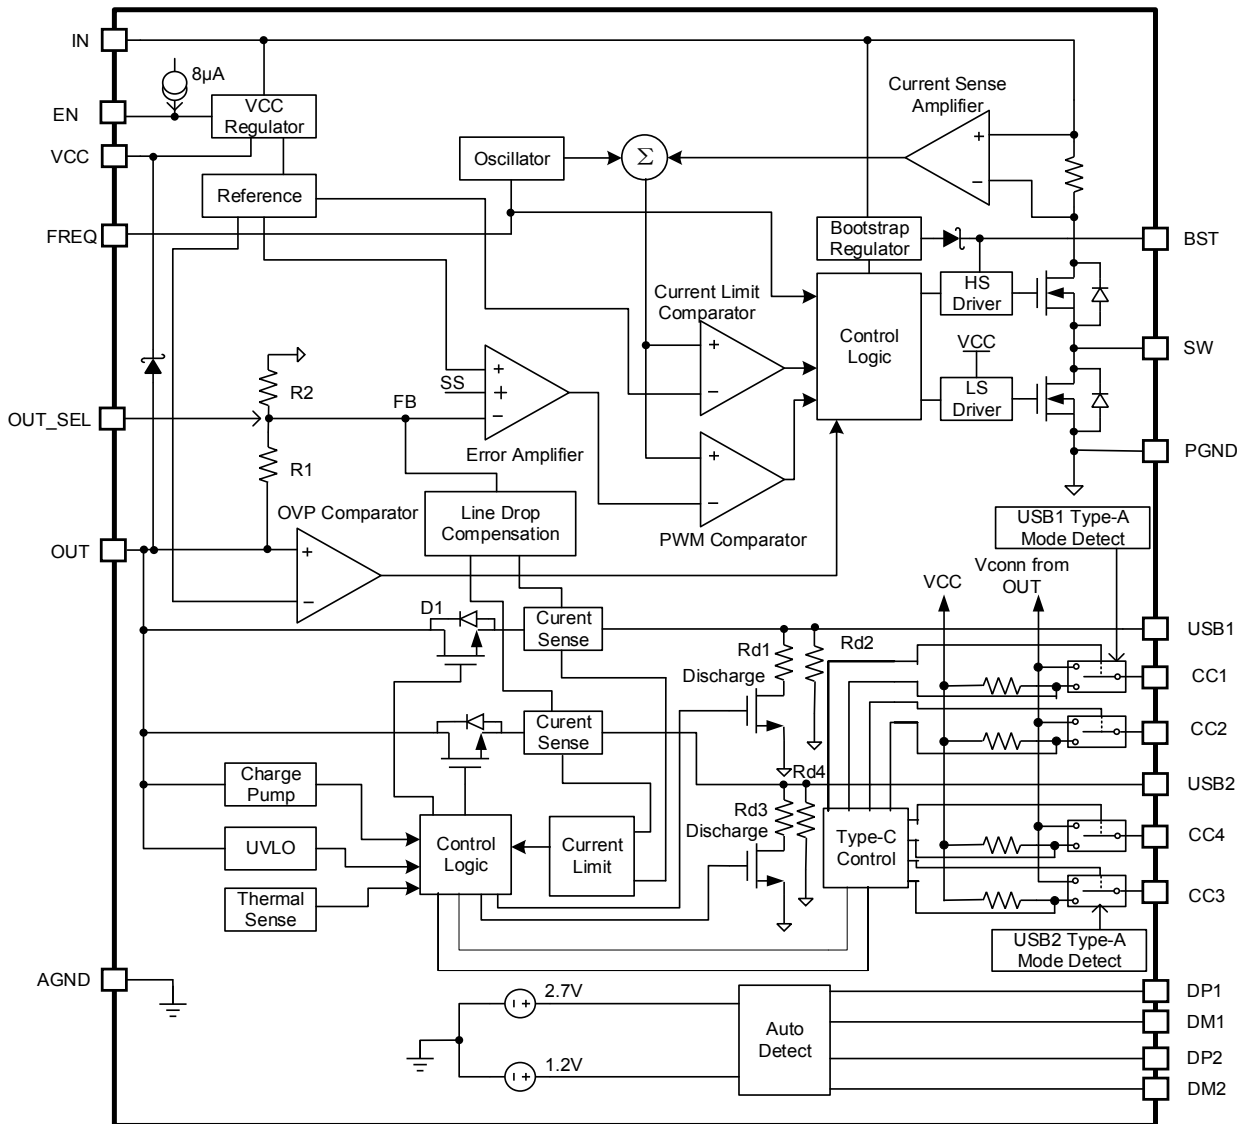 IN
8µA
EN
VCC
Regulator
VCC
Reference
FREQ
Oscillator
Σ
Current Sense
Amplifier
+
−
Bootstrap
Regulator
BST
HS
Driver
Current Limit
Comparator
+
−
Control
Logic
VCC
LS
Driver
SW
PGND
R2
OUT_SEL
FB
SS
+
+
−
Error Amplifier
R1
+
−
PWM Comparator
OVP Comparator
+
−
Line Drop
Compensation
OUT
USB1 Type-A
Mode Detect
VCC
Vconn from
OUT
D1
Curent
Sense
Rd1
Rd2
Discharge
USB1
CC1
Curent
Sense
CC2
USB2
Charge
Pump
UVLO
Thermal
Sense
Control
Logic
Current
Limit
Rd4
Rd3
Discharge
Type-C
Control
CC4
CC3
USB2 Type-A
Mode Detect
AGND
2.7V
1.2V
Auto
Detect
DP1
DM1
DP2
DM2